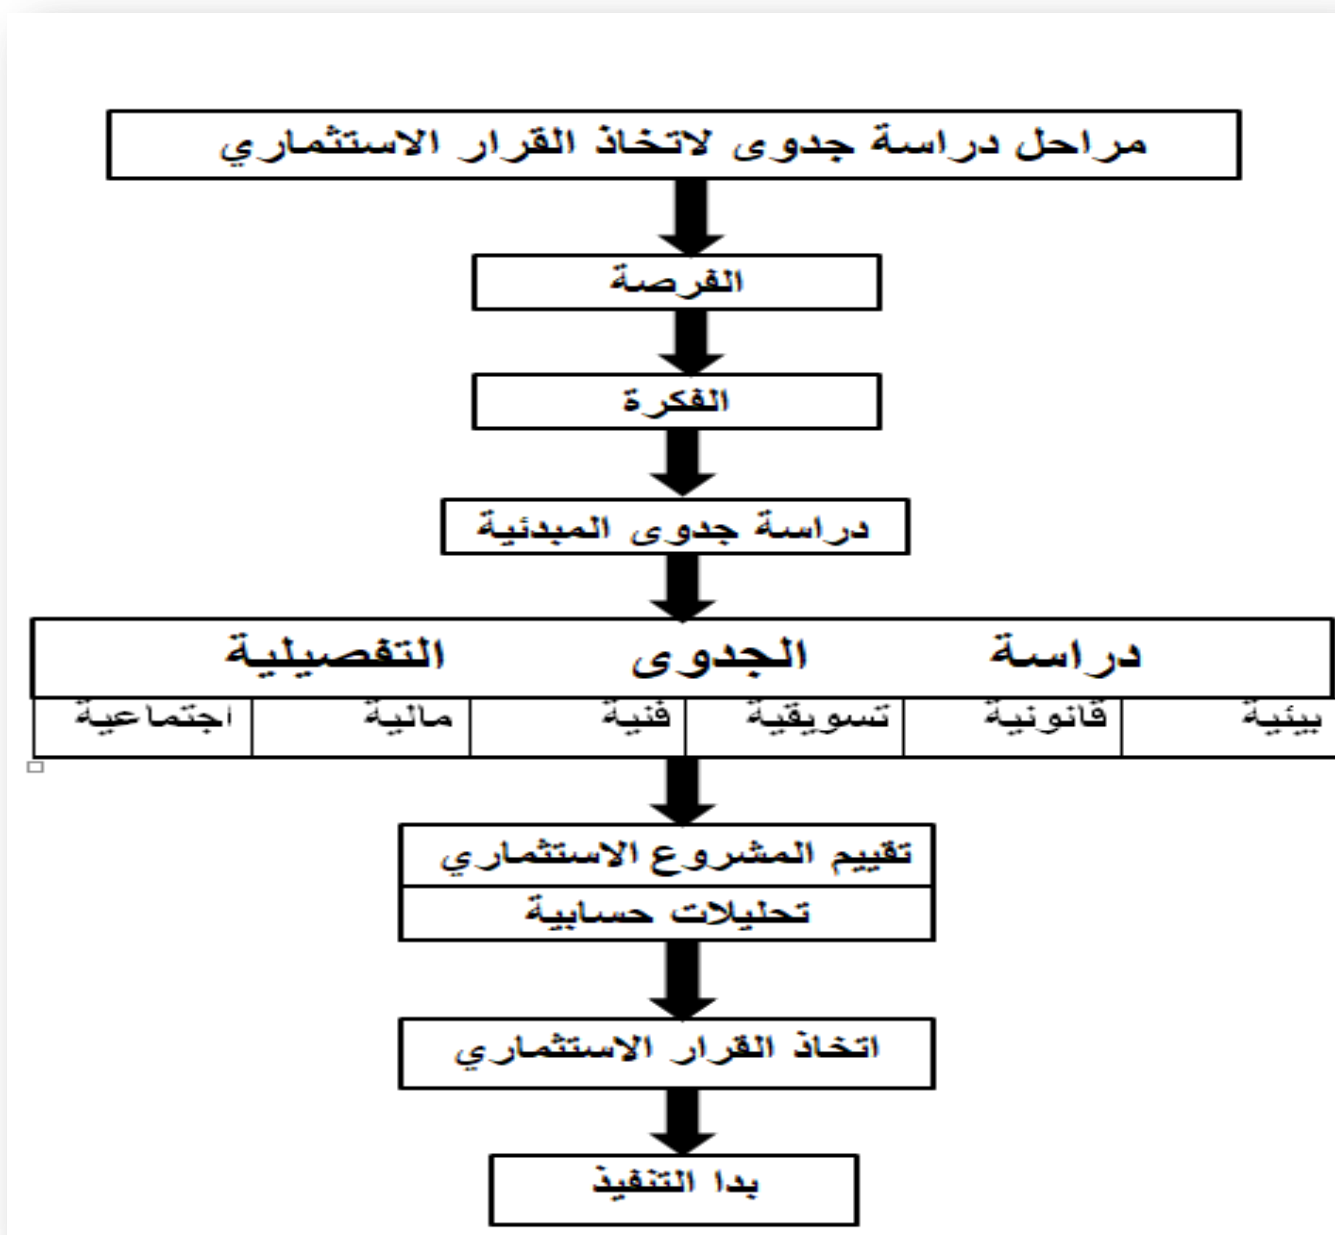 مراحل دراسة جدوى لاتخاذ القرار الاستثماري
الفرصة
الفكرة
دراسة جدوى المبدئية
دراسة الجدوى التفصيلية
بيئية قانونية تسويقية فنية مالية اجتماعية
تقييم المشروع الاستثماري
تحليلات حسابية
اتخاذ القرار الاستثماري
بدا التنفيذ